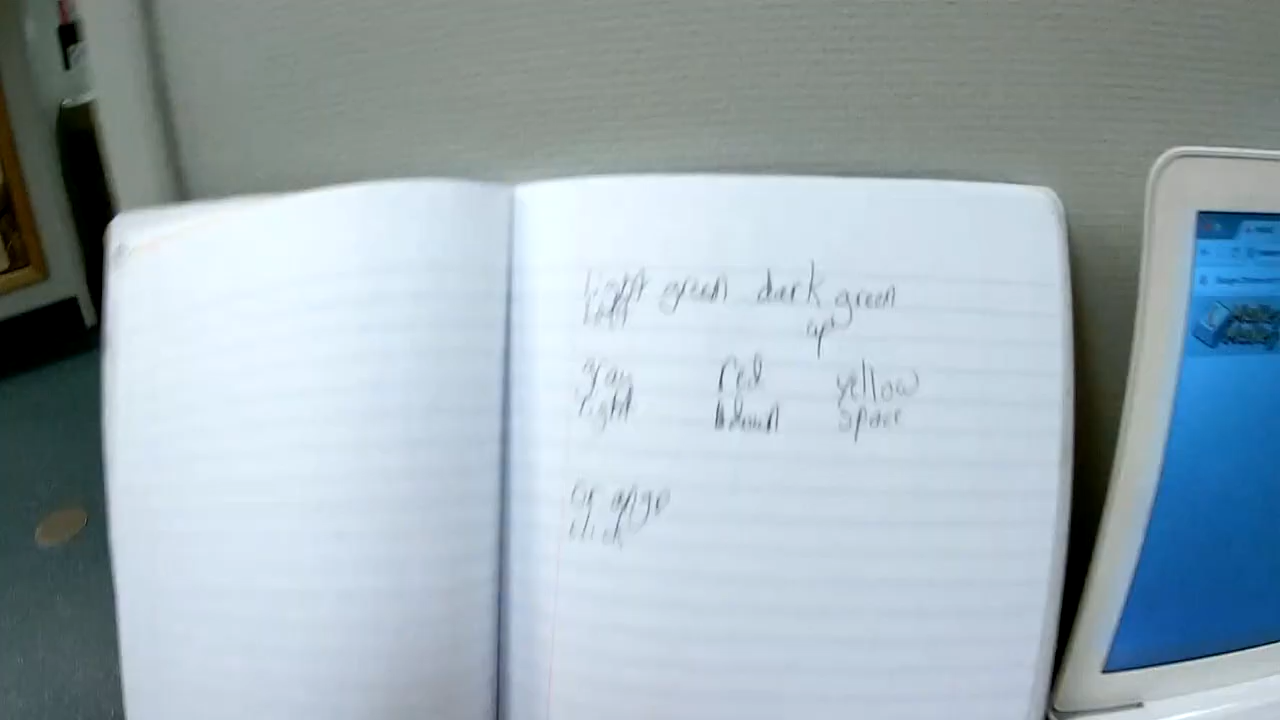 light green dark green
left up
gray red yellow
right down space
orange
click